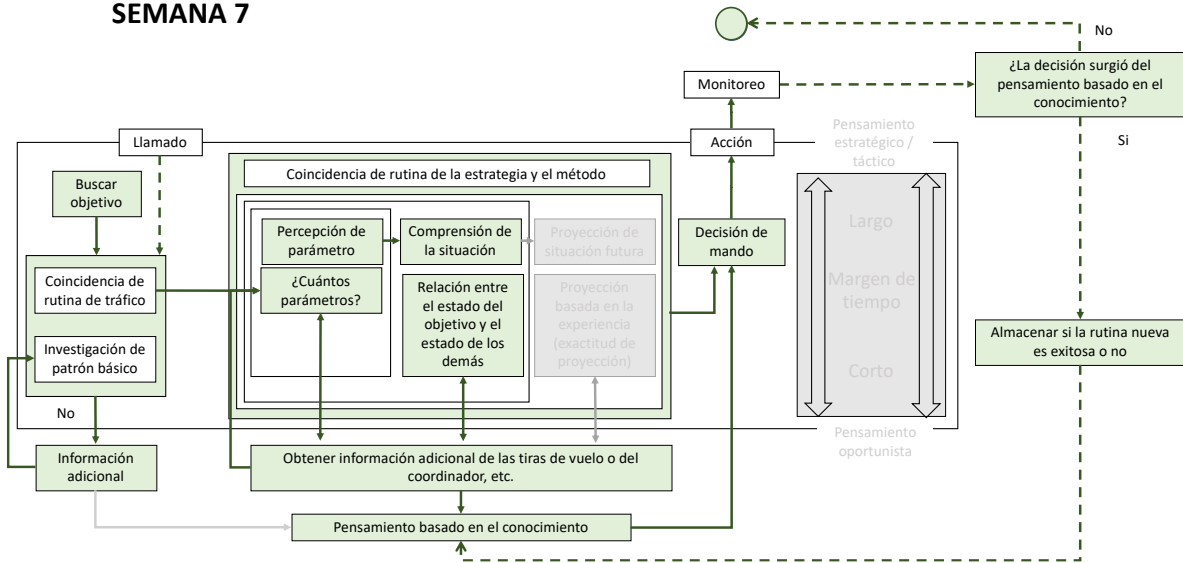 SEMANA 7
No
¿La decisión surgió del
pensamiento basado en el
conocimiento?
Monitoreo
Si
Pensamiento
estratégico /
táctico
Llamado
Acción
Buscar
objetivo
Coincidencia de rutina de la estrategia y el método
Largo
Percepción de
parámetro
Comprensión de
la situación
Proyección de
situación futura
Decisión de
mando
Coincidencia de
rutina de tráfico
¿Cuántos
parámetros?
Relación entre
el estado del
objetivo y el
estado de los
demás
Proyección
basada en la
experiencia
(exactitud de
proyección)
Margen de
tiempo
Almacenar si la rutina nueva
es exitosa o no
Investigación de
patrón básico
Corto
No
Pensamiento
oportunista
Información
adicional
Obtener información adicional de las tiras de vuelo o del
coordinador, etc.
Pensamiento basado en el conocimiento